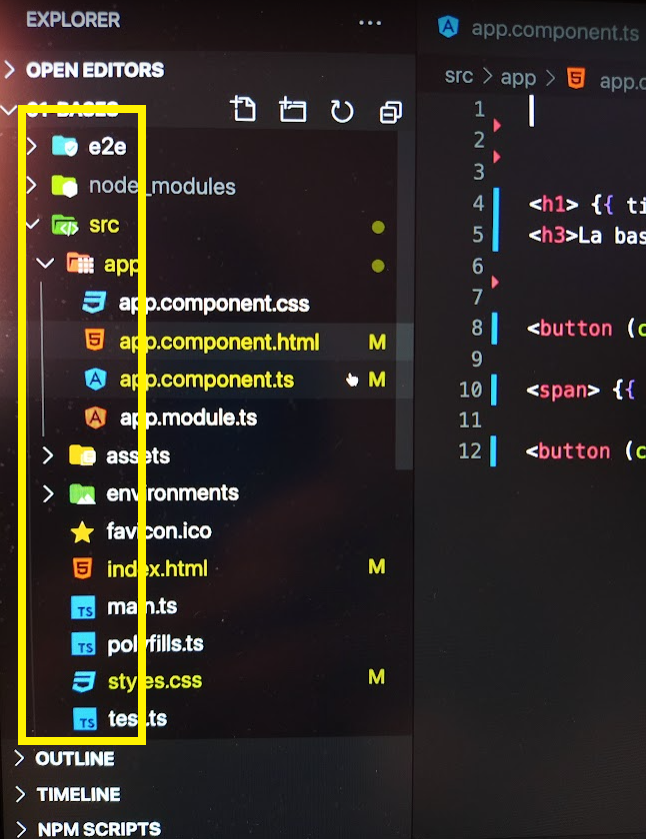 EXPLORER ...
app.component.ts
OPEN EDITORS
src > app > app.c
01-BASES
e2e
node_modules
src
app
app.component.css
app.component.html M
app.component.ts M
app.module.ts
assets
environments
favicon.ico
index.html M
TS main.ts
TS polyfills.ts
styles.css M
TS test.ts
OUTLINE
TIMELINE
NPM SCRIPTS
1
2
3
4 <h1> {{ ti
5 <h3>La bas
6
7
8 <button (c
9
10 <span> {{
11
12 <button (c